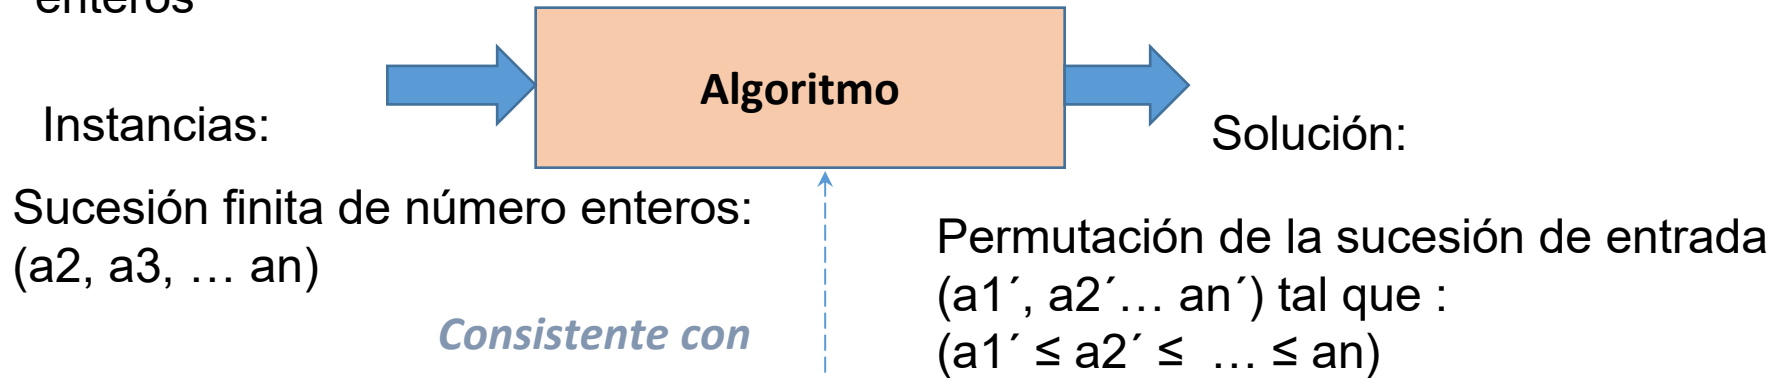 enteros
Algoritmo
Instancias:
Solución:
Sucesión finita de número enteros:
(a2, a3, … an)
Permutación de la sucesión de entrada
(a1´, a2´… an´) tal que :
(a1´ ≤ a2´ ≤ … ≤ an)
Consistente con